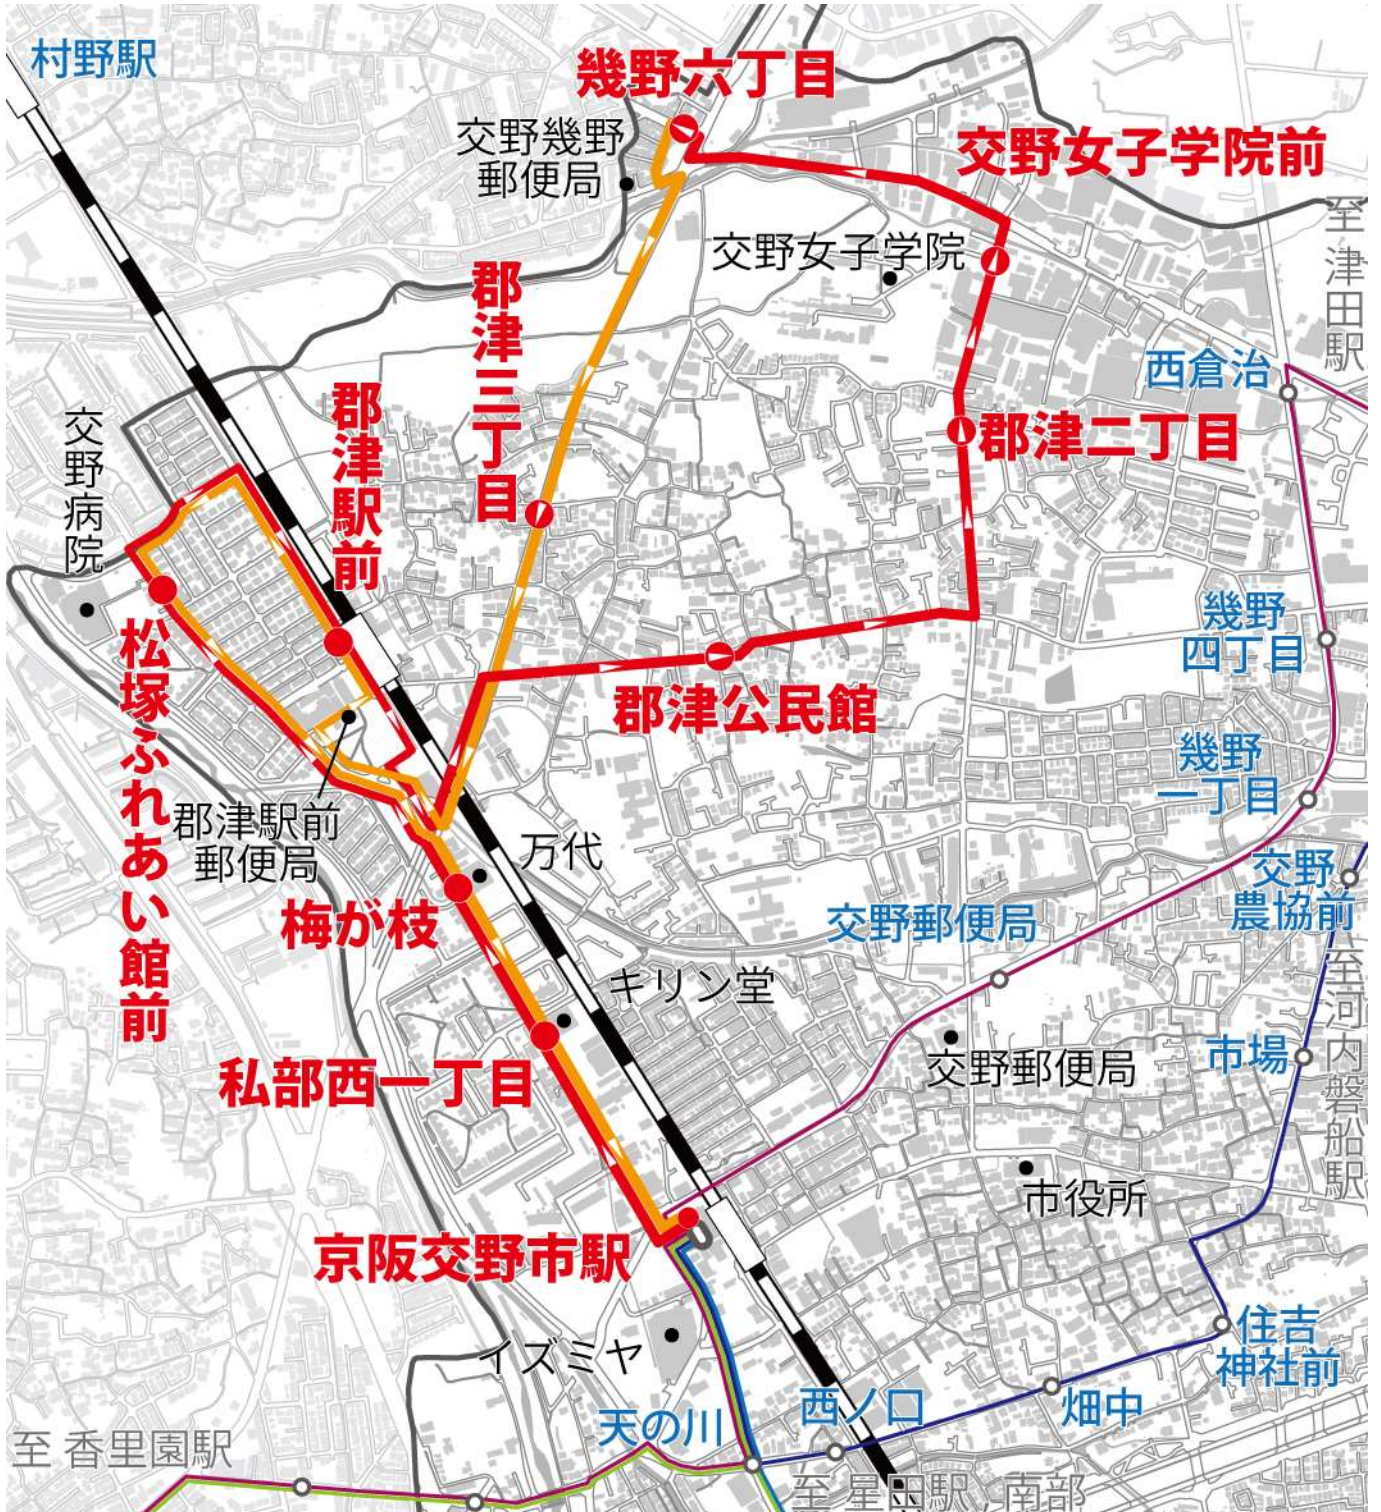 村野駅
幾野六丁目
交野幾野
郵便局
交野女子学院前
至 津田駅
交野女子学院
郡津三丁目
西倉治
郡津駅前
交野病院
郡津二丁目
幾野
四丁目
松塚ふれあい館前
郡津公民館
幾野
一丁目
郡津駅前
郵便局
万代
交野
農協前
梅が枝
交野郵便局
至河内磐船駅
キリン堂
市場
交野郵便局
私部西一丁目
市役所
京阪交野市駅
住吉
神社前
イズミヤ
畑中
西ノ口
天の川
至 香里園駅
至 星田駅,南部